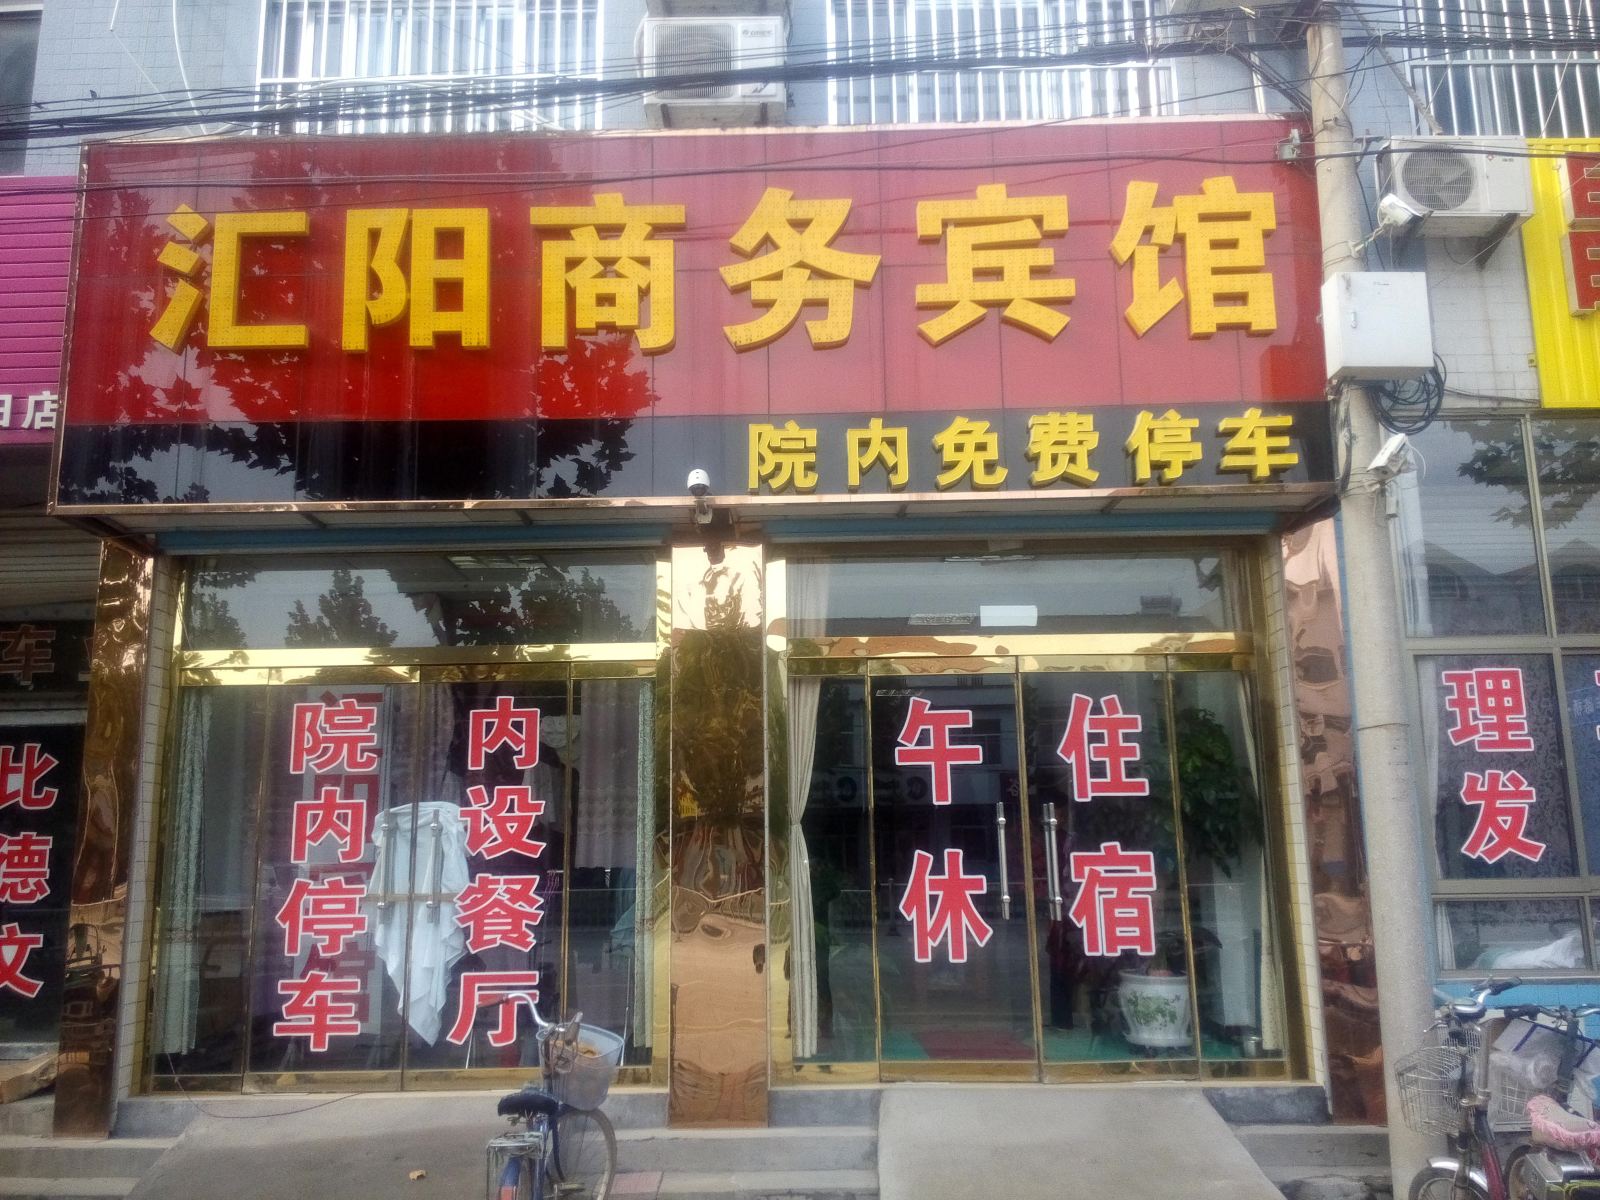 汇阳商务宾馆
院内免费停车
院内停车
内设餐厅
午休
住宿
理发
比德文
车
店